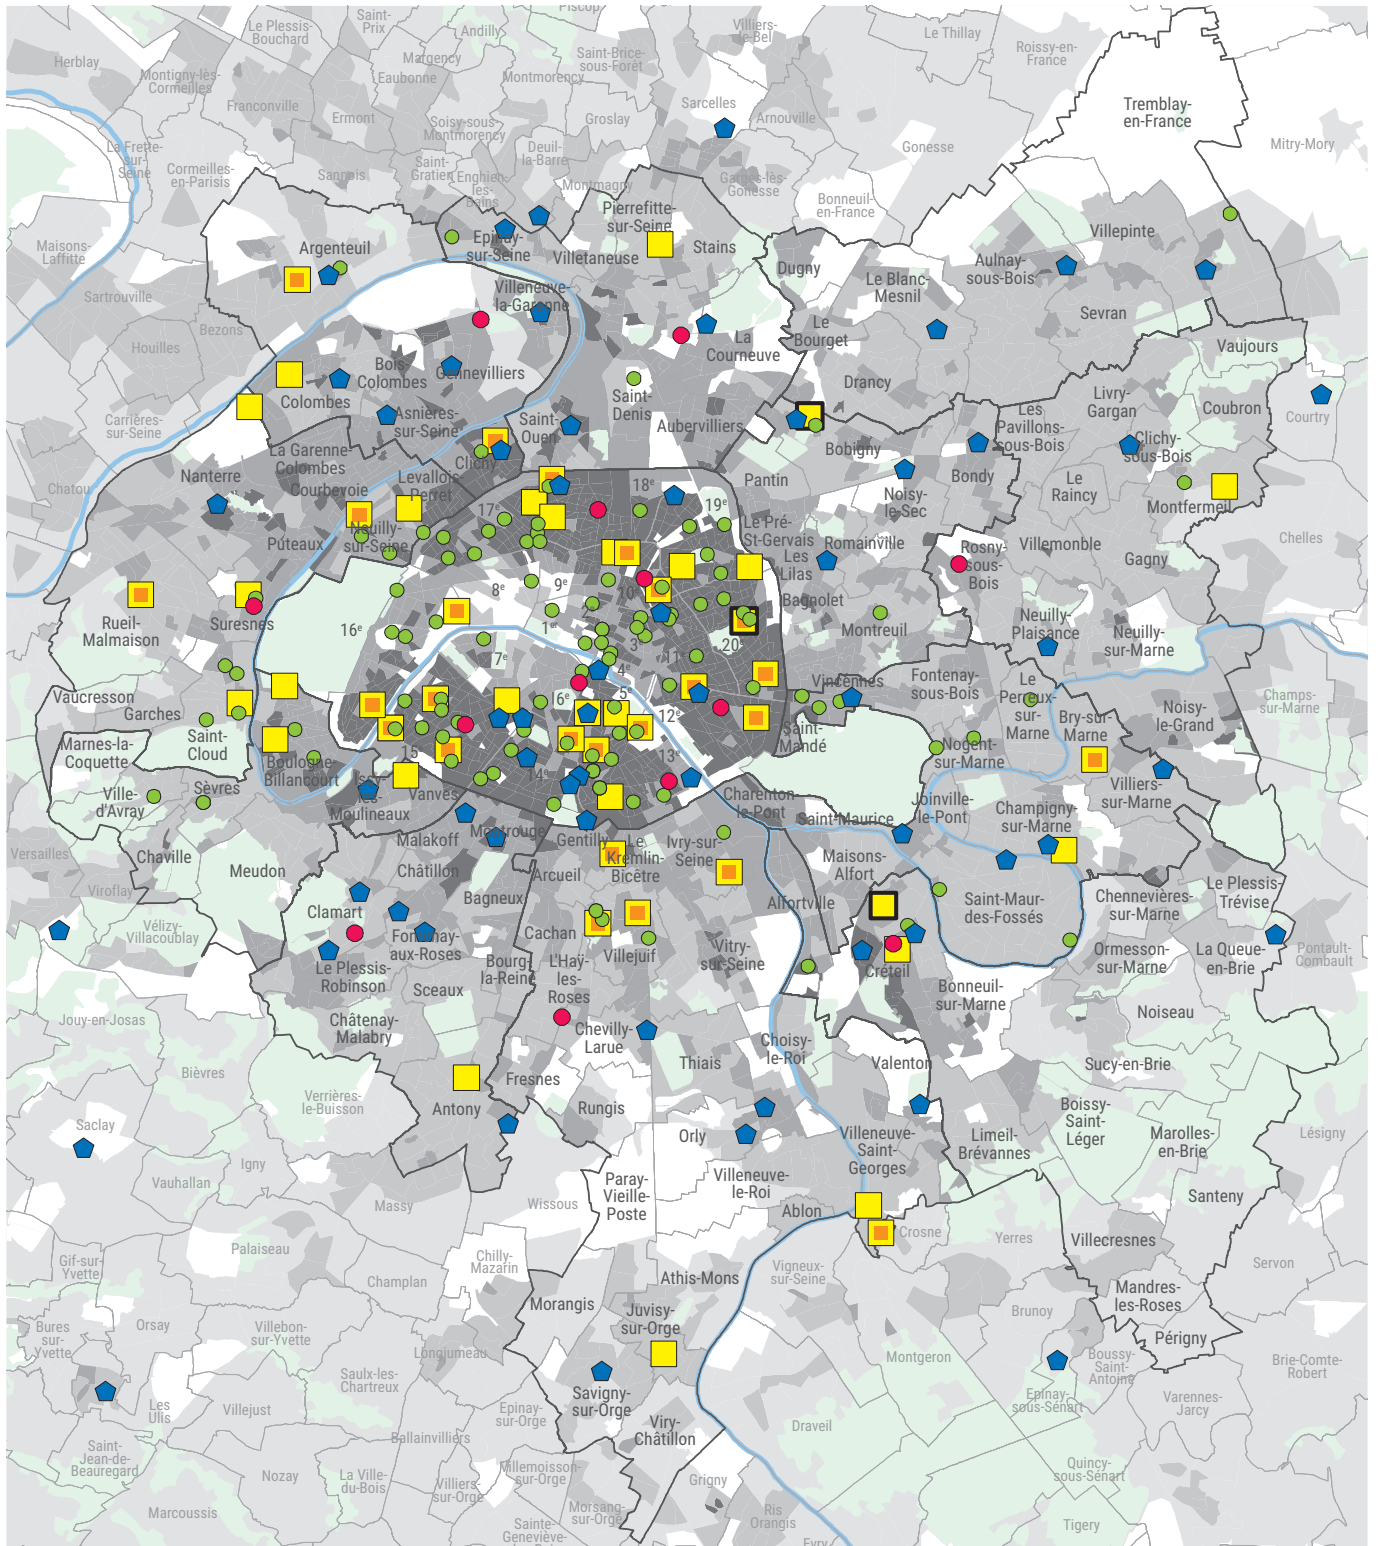 Piscop
Saint-
Prix
Le Plessis-
Bouchard
Andilly
Villiers-
le-Bel
Le Thillay
Roissy-en-
France
Herblay
Montigny-lès-
Cormeilles
Margency
Eaubonne
Saint-Brice-
sous-Forêt
Montmorency
Franconville
Ermont
Soisy-sous-
Montmorency
Groslay
Sarcelles
Arnouville
Tremblay-
en-France
Mitry-Mory
La Frette-
sur-
Seine
Cormeilles-
en-Parisis
Sannois
Saint-
Gratien
Enghien-
les-
Bains
Deuil-
la-Barre
Montmagny
Garges-lès-
Gonesse
Gonesse
Bonneuil-
en-France
Maisons-
Laffitte
Argenteuil
Epinay-
sur-Seine
Pierrefitte-
sur-Seine
Stains
Villetaneuse
Dugny
Villepinte
Aulnay-
sous-Bois
Le Blanc-
Mesnil
Sartrouville
Villeneuve-
la-Garenne
Bezons
Houilles
Le
Bourget
Sevran
La
Courneuve
Vaujours
Bois-
Colombes
Gennevilliers
Colombes
Saint-
Denis
Drancy
Livry-
Gargan
Coubron
Courtry
Carrières-
sur-Seine
Asnières-
sur-Seine
Saint-
Ouen
Aubervilliers
Les
Pavillons-
sous-Bois
Clichy-
sous-Bois
La Garenne-
Colombes
Clichy
Bobigny
Nanterre
Courbevoie
Levallois-
Perret
Pantin
Bondy
Le
Raincy
Noisy-
le-Sec
Montfermeil
Chatou
18e
17e
19e
Neuilly-
sur-Seine
Puteaux
Le Pré-
St-Gervais
Les
Lilas
Romainville
Rosny-
sous-
Bois
Villemonble
Gagny
Chelles
8e
9e
10e
2e
1er
3e
Bagnolet
Montreuil
Rueil-
Malmaison
Suresnes
16e
20e
Neuilly-
Plaisance
Neuilly-
sur-Marne
7e
4e
11e
Vaucresson
Garches
6e
5e
Vincennes
Fontenay-
sous-Bois
Le
Perreux-
sur-
Marne
Bry-sur-
Marne
Noisy-
le-Grand
Champs-
sur-
Marne
Marnes-la-
Coquette
Saint-
Cloud
12e
Saint-
Mandé
Nogent-
sur-Marne
15
13e
14e
Boulogne-
Billancourt
Issy-
les-
Moulineaux
Vanves
Ville-
d'Avray
Sèvres
Charenton-
le-Pont
Joinville-
le-Pont
Villiers-
sur-Marne
Champigny-
sur-Marne
Saint-Maurice
Malakoff
Montrouge
Gentilly
Le
Kremlin-
Bicêtre
Ivry-sur-
Seine
Versailles
Chaville
Viroflay
Meudon
Châtillon
Arcueil
Maisons-
Alfort
Bagneux
Alfortville
Saint-Maur-
des-Fossés
Chennevières-
sur-Marne
Le Plessis-
Trévise
Vélizy-
Villacoublay
Clamart
Fontenay-
aux-Roses
Cachan
Villejuif
Vitry-
sur-Seine
Ormesson-
sur-Marne
La Queue-
en-Brie
Pontault-
Combault
Le Plessis-
Robinson
Bourg-
la-Reine
L'Haÿ-
les-
Roses
Créteil
Sceaux
Bonneuil-
sur-Marne
Noiseau
Jouy-en-Josas
Châtenay-
Malabry
Chevilly-
Larue
Choisy-
le-Roi
Thiais
Valenton
Sucy-en-Brie
Bièvres
Fresnes
Verrières-
le-Buisson
Antony
Rungis
Boissy-
Saint-
Léger
Saclay
Orly
Villeneuve-
Saint-
Georges
Limeil-
Brévannes
Marolles-
en-Brie
Lésigny
Igny
Vauhallan
Villeneuve-
le-Roi
Paray-
Vieille-
Poste
Massy
Wissous
Ablon
Santeny
Crosne
Yerres
Villecresnes
Palaiseau
Gif-sur-
Yvette
Chilly-
Mazarin
Champlan
Athis-Mons
Vigneux-
sur-Seine
Servon
Mandres-
les-Roses
Morangis
Juvisy-
sur-Orge
Brunoy
Bures
sur-
Yvette
Orsay
Villebon-
sur-Yvette
Longjumeau
Périgny
Montgeron
Boussy-
Saint-
Antoine
Brie-Comte-
Robert
Saulx-les-
Chartreux
Savigny-
sur-Orge
Epinay-
sous-Sénart
Varennes-
Jarcy
Les
Ulis
Villejust
Epinay-
sur-Orge
Viry-
Châtillon
Draveil
Ballainvilliers
Saint-
Jean-de-
Beauregard
Nozay
La Ville-
du-Bois
Villiers-
sur-Orge
Villemoisson-
sur-Orge
Grigny
Quincy-
sous-Sénart
Marcoussis
Morsang-
sur-Orge
Ris
Orangis
Sainte-
Geneviève-
Tigery
Evry